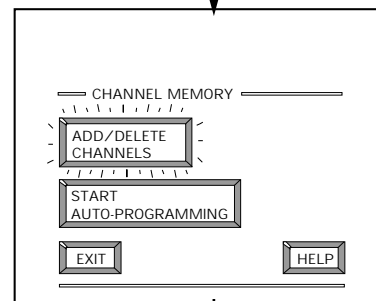 CHANNEL MEMORY
ADD/DELETE
CHANNELS
START
AUTO-PROGRAMMING
EXIT HELP